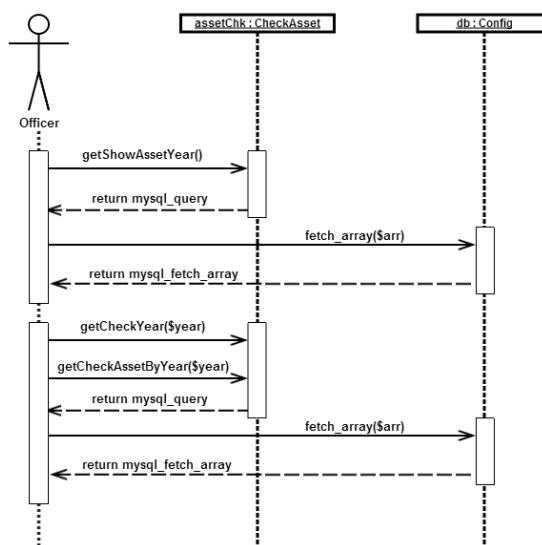 assetChk : CheckAsset
db : Config
Officer
getShowAssetYear()
return mysql_query
fetch_array($arr)
return mysql_fetch_array
getCheckYear($year)
getCheckAssetByYear($year)
return mysql_query
fetch_array($arr)
return mysql_fetch_array